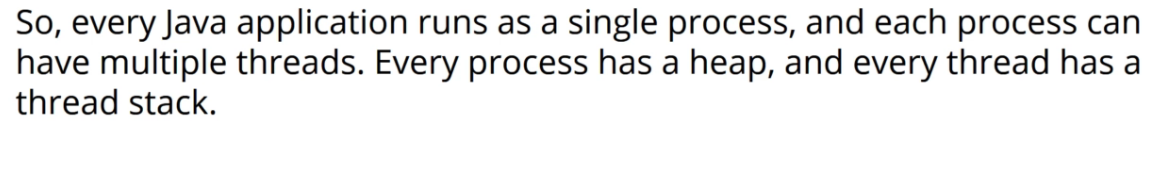 So, every Java application runs as a single process, and each process can
have multiple threads. Every process has a heap, and every thread has a
thread stack.